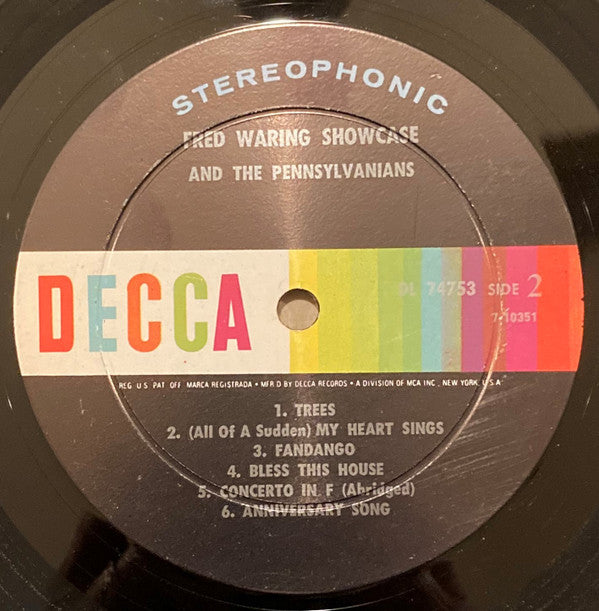 STEREOPHONIC
FRED WARING SHOWCASE
AND THE PENNSYLVANIANS
DECCA
DL 74753 SIDE 2
7-10351
REG. U.S. PAT. OFF. MARCA REGISTRADA • MFR'D BY DECCA RECORDS • A DIVISION OF MCA INC., NEW YORK, U.S.A.
1. TREES
2. (All Of A Sudden) MY HEART SINGS
3. FANDANGO
4. BLESS THIS HOUSE
5. CONCERTO IN F (Abridged)
6. ANNIVERSARY SONG